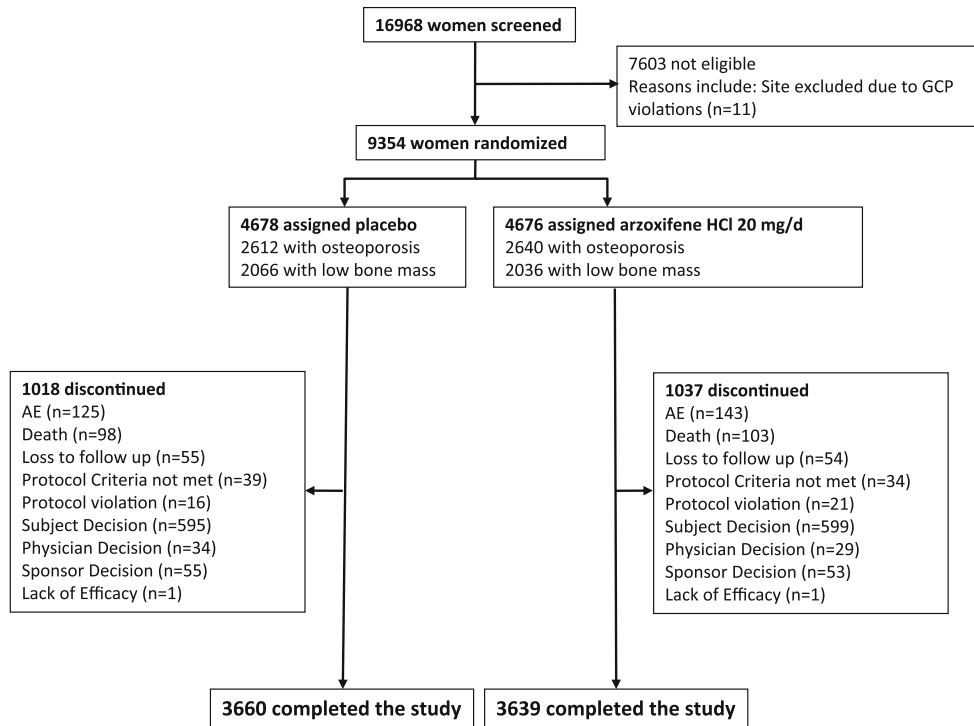 16968 women screened
7603 not eligible
Reasons include: Site excluded due to GCP
violations (n=11)
9354 women randomized
4678 assigned placebo
2612 with osteoporosis
2066 with low bone mass
4676 assigned arzoxifene HCl 20 mg/d
2640 with osteoporosis
2036 with low bone mass
1018 discontinued
AE (n=125)
Death (n=98)
Loss to follow up (n=55)
Protocol Criteria not met (n=39)
Protocol violation (n=16)
Subject Decision (n=595)
Physician Decision (n=34)
Sponsor Decision (n=55)
Lack of Efficacy (n=1)
1037 discontinued
AE (n=143)
Death (n=103)
Loss to follow up (n=54)
Protocol Criteria not met (n=34)
Protocol violation (n=21)
Subject Decision (n=599)
Physician Decision (n=29)
Sponsor Decision (n=53)
Lack of Efficacy (n=1)
3660 completed the study
3639 completed the study